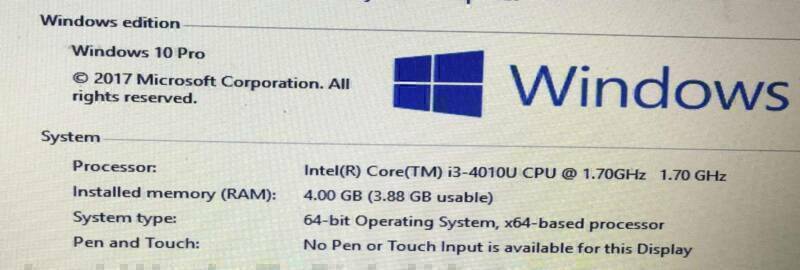 Windows edition
Windows 10 Pro
© 2017 Microsoft Corporation. All
rights reserved.
Windows
System
Processor: Intel(R) Core(TM) i3-4010U CPU @ 1.70GHz 1.70 GHz
Installed memory (RAM): 4.00 GB (3.88 GB usable)
System type: 64-bit Operating System, x64-based processor
Pen and Touch: No Pen or Touch Input is available for this Display